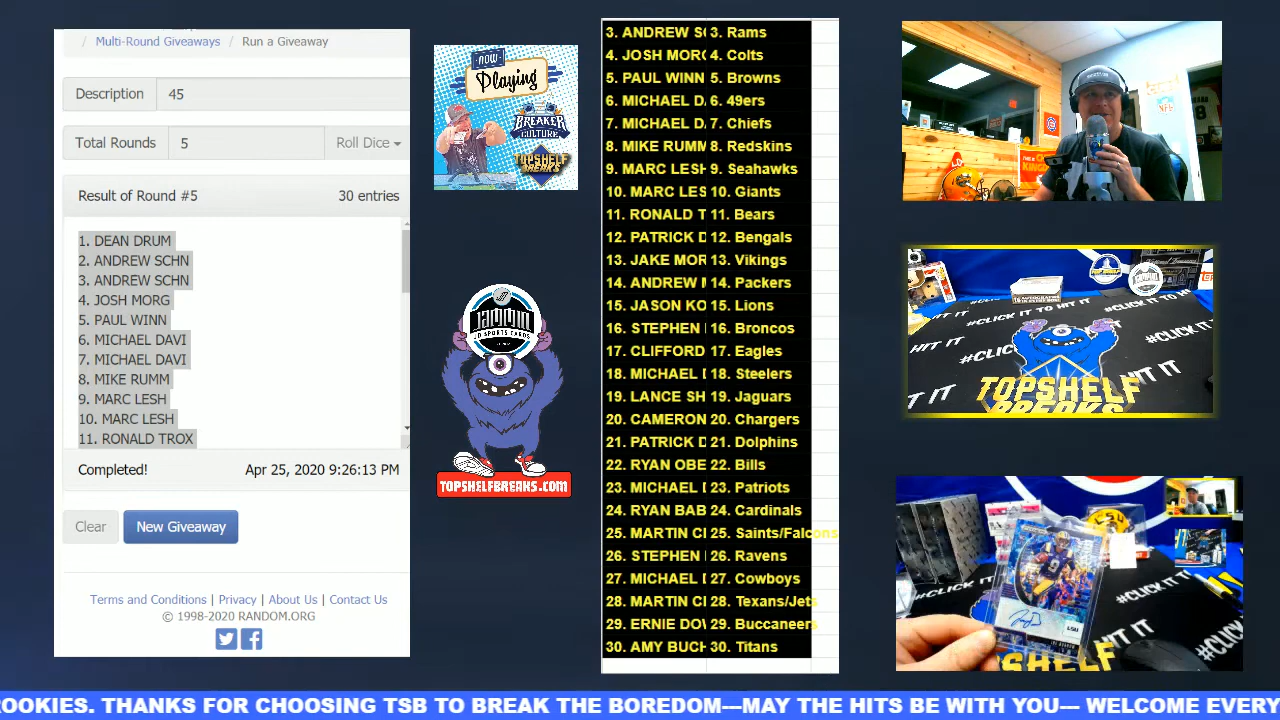 Multi-Round Giveaways / Run a Giveaway
Description 45
Total Rounds 5 Roll Dice
Result of Round #5 30 entries
1. DEAN DRUM
2. ANDREW SCHN
3. ANDREW SCHN
4. JOSH MORG
5. PAUL WINN
6. MICHAEL DAVI
7. MICHAEL DAVI
8. MIKE RUMM
9. MARC LESH
10. MARC LESH
11. RONALD TROX
Completed! Apr 25, 2020 9:26:13 PM
Clear New Giveaway
Terms and Conditions | Privacy | About Us | Contact Us
© 1998-2020 RANDOM.ORG
NOW
Playing
BREAKER
CULTURE
TOPSHELF
BREAKS
SPORTS CARDS
TOPSHELFBREAKS.COM
3. ANDREW 3. Rams
4. JOSH MORG 4. Colts
5. PAUL WINN 5. Browns
6. MICHAEL D 6. 49ers
7. MICHAEL D 7. Chiefs
8. MIKE RUMM 8. Redskins
9. MARC LESH 9. Seahawks
10. MARC LES 10. Giants
11. RONALD T 11. Bears
12. PATRICK D 12. Bengals
13. JAKE MOR 13. Vikings
14. ANDREW 14. Packers
15. JASON KO 15. Lions
16. STEPHEN 16. Broncos
17. CLIFFORD 17. Eagles
18. MICHAEL 18. Steelers
19. LANCE SH 19. Jaguars
20. CAMERON 20. Chargers
21. PATRICK D 21. Dolphins
22. RYAN OBE 22. Bills
23. MICHAEL 23. Patriots
24. RYAN BAB 24. Cardinals
25. MARTIN 25. Saints/Falcons
26. STEPHEN 26. Ravens
27. MICHAEL 27. Cowboys
28. MARTIN 28. Texans/Jets
29. ERNIE 29. Buccaneers
30. AMY BUCH 30. Titans
#CLICK IT TO HIT IT
HIT IT
#CLICK
TOPSHELF
BREAKS
LSU
#CLICK IT
TOPSHELF
OOKIES. THANKS FOR CHOOSING TSB TO BREAK THE BOREDOM---MAY THE HITS BE WITH YOU--- WELCOME EVERY